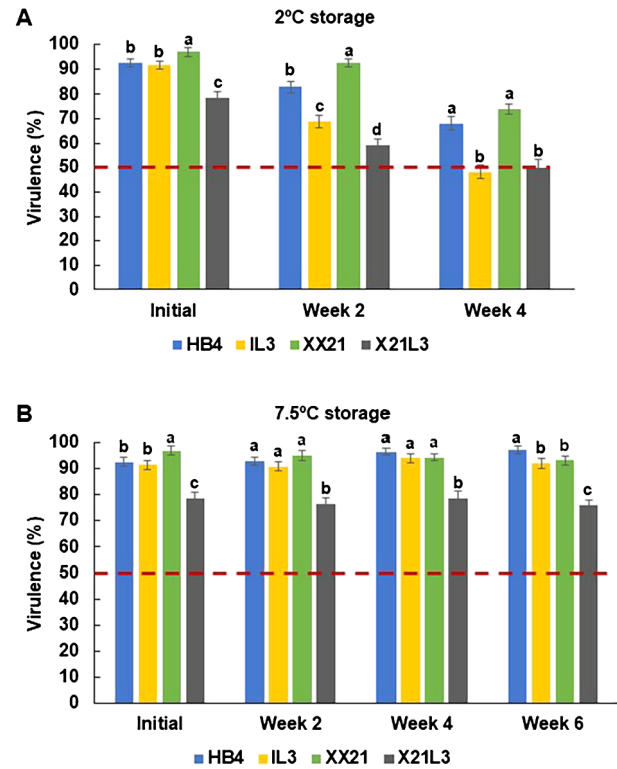 A
2ºC storage
Virulence (%)
100
90
80
70
60
50
40
30
20
10
0
b b a c
b c a d
a b a b
Initial Week 2 Week 4
HB4 IL3 XX21 X21L3
B
7.5ºC storage
Virulence (%)
100
90
80
70
60
50
40
30
20
10
0
b b a c
a a a b
a a a b
a b b c
Initial Week 2 Week 4 Week 6
HB4 IL3 XX21 X21L3